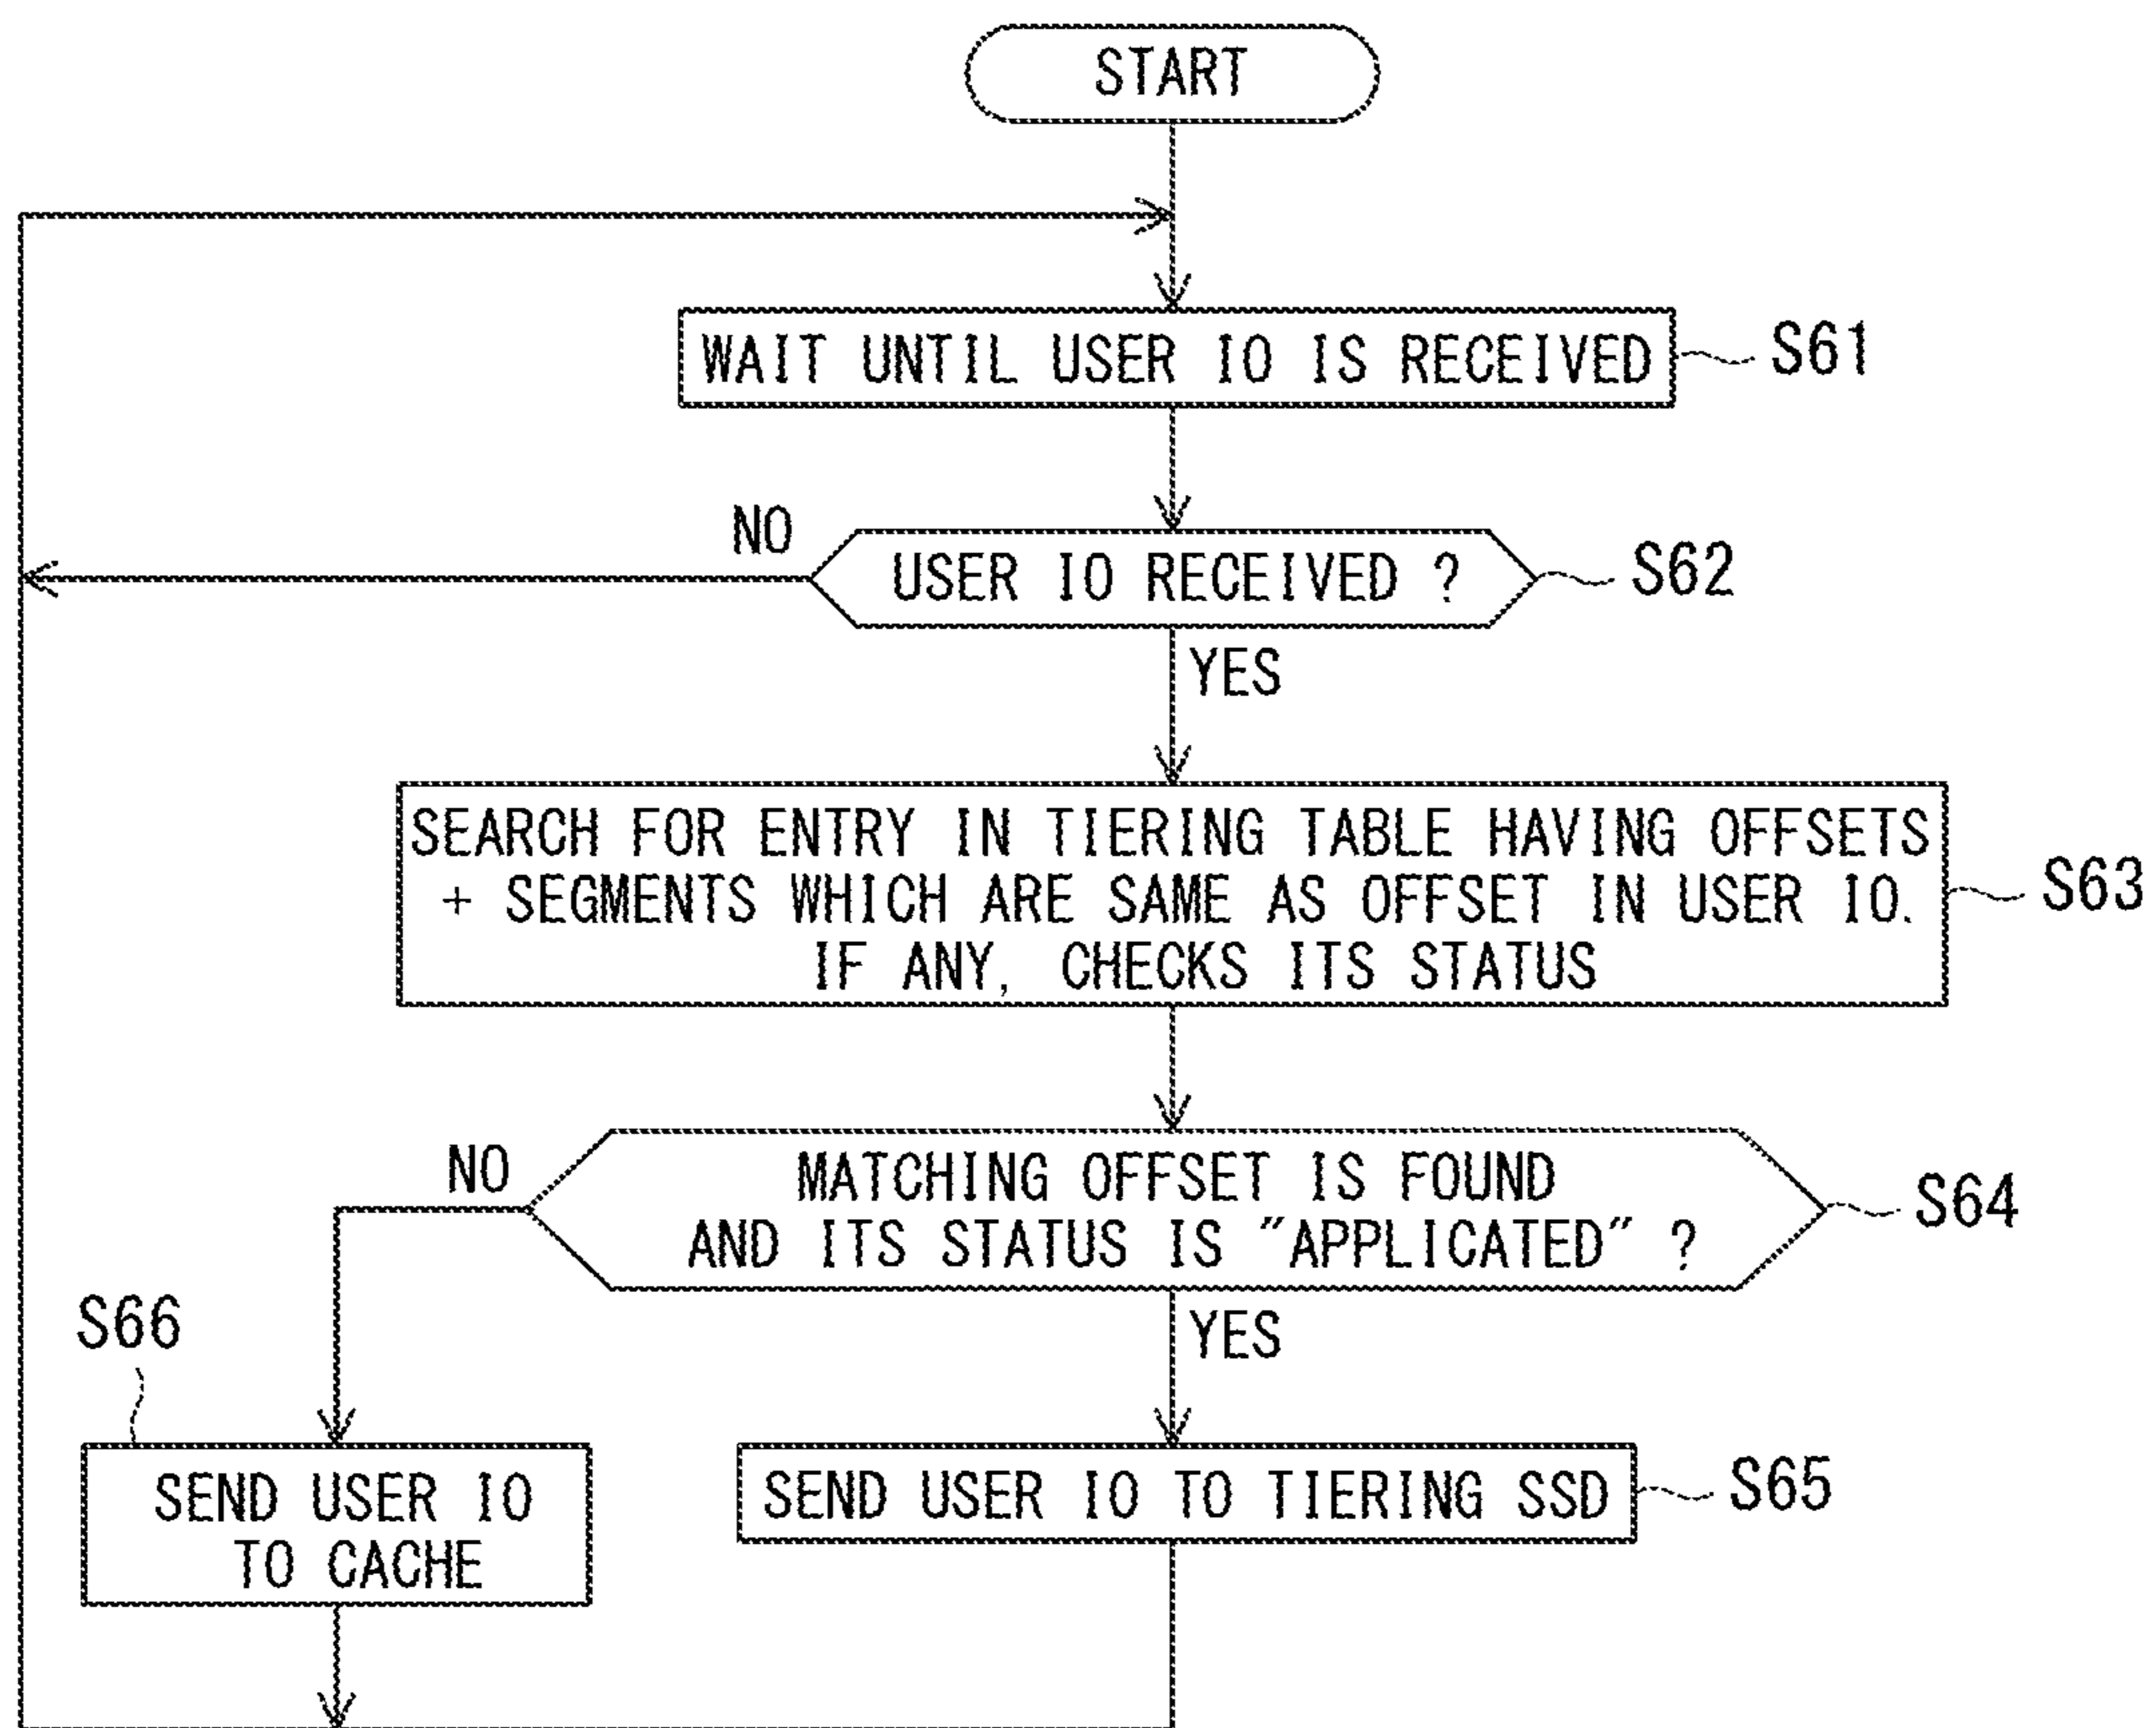 START
WAIT UNTIL USER IO IS RECEIVED
S61
NO
USER IO RECEIVED ?
S62
YES
SEARCH FOR ENTRY IN TIERING TABLE HAVING OFFSETS
+ SEGMENTS WHICH ARE SAME AS OFFSET IN USER IO.
IF ANY, CHECKS ITS STATUS
S63
NO
MATCHING OFFSET IS FOUND
AND ITS STATUS IS "APPLICATED" ?
S64
S66
YES
SEND USER IO
TO CACHE
SEND USER IO TO TIERING SSD
S65